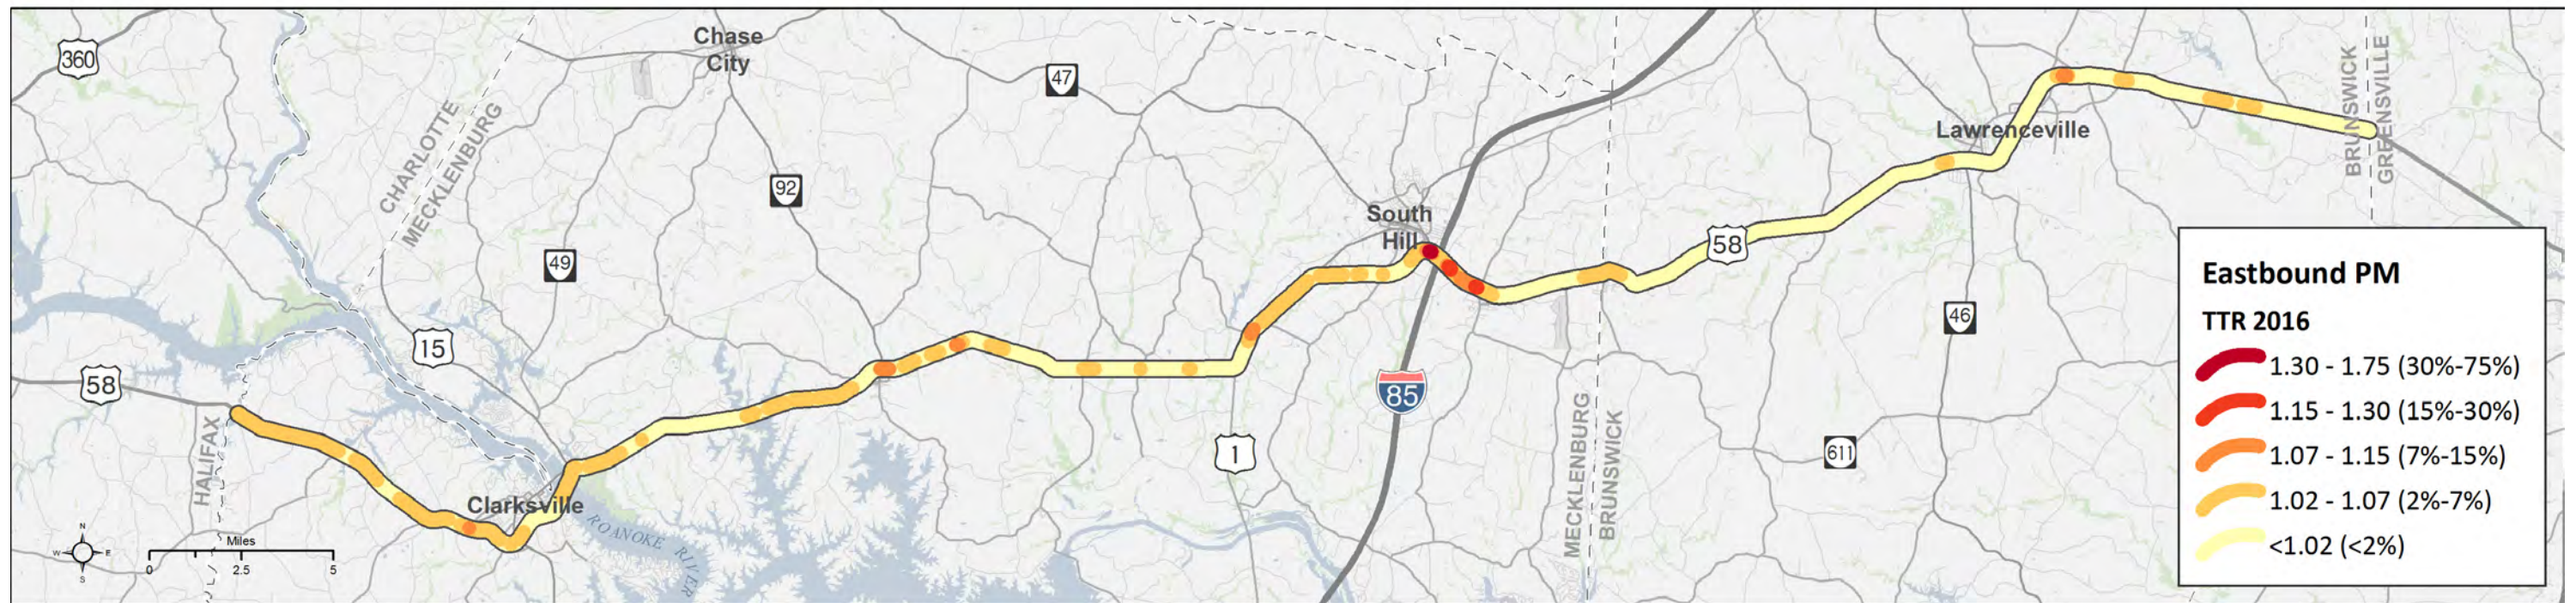 360
Chase
City
47
CHARLOTTE
MECKLENBURG
92
49
15
58
HALIFAX
Clarksville
ROANOKE RIVER
N
W
E
S
Miles
0
2.5
5
South
Hill
85
1
MECKLENBURG
BRUNSWICK
58
Lawrenceville
46
611
BRUNSWICK
GREENSVILLE
Eastbound PM
TTR 2016
1.30 - 1.75 (30%-75%)
1.15 - 1.30 (15%-30%)
1.07 - 1.15 (7%-15%)
1.02 - 1.07 (2%-7%)
<1.02 (<2%)